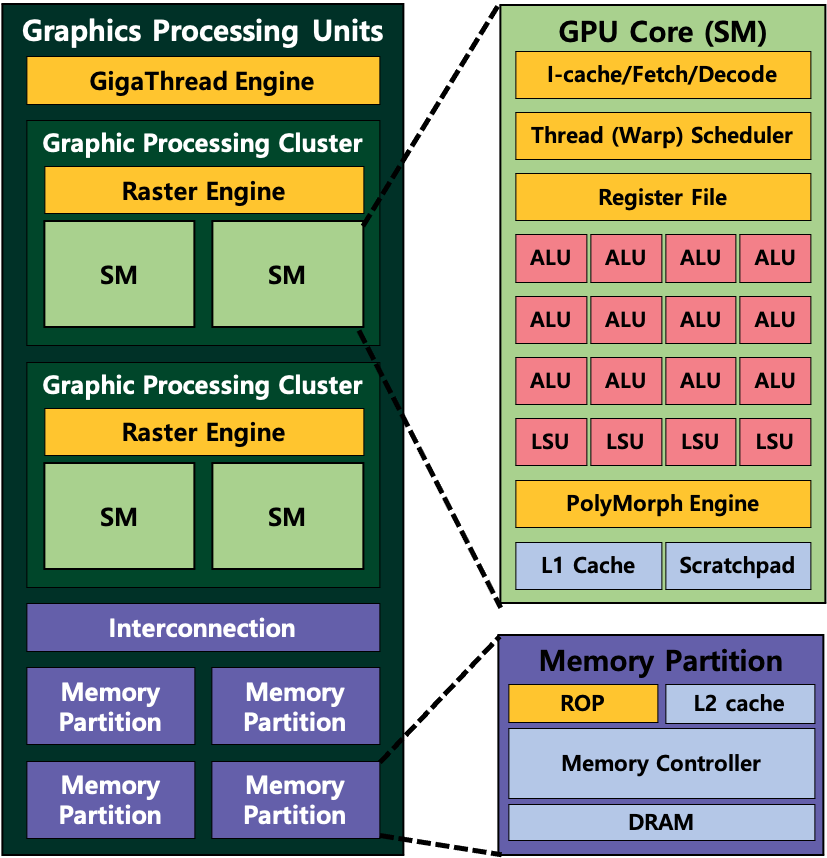 Graphics Processing Units
GigaThread Engine
Graphic Processing Cluster
Raster Engine
SM
SM
Graphic Processing Cluster
Raster Engine
SM
SM
Interconnection
Memory
Partition
Memory
Partition
Memory
Partition
Memory
Partition
GPU Core (SM)
I-cache/Fetch/Decode
Thread (Warp) Scheduler
Register File
ALU ALU ALU ALU
ALU ALU ALU ALU
ALU ALU ALU ALU
LSU LSU LSU LSU
PolyMorph Engine
L1 Cache
Scratchpad
Memory Partition
ROP
L2 cache
Memory Controller
DRAM